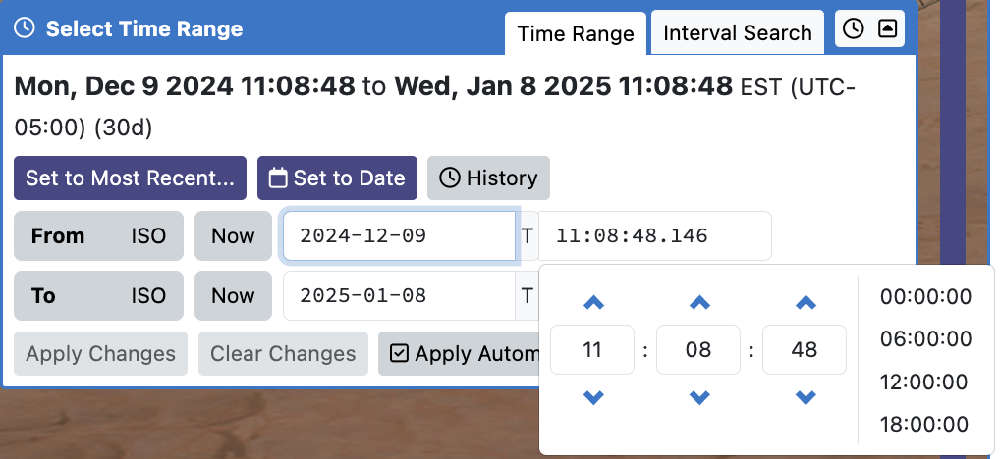 Select Time Range
Time Range
Interval Search
Mon, Dec 9 2024 11:08:48 to Wed, Jan 8 2025 11:08:48 EST (UTC-
05:00) (30d)
Set to Most Recent... Set to Date History
From ISO Now 2024-12-09 T 11:08:48.146
To ISO Now 2025-01-08 T
Apply Changes Clear Changes Apply Autom
11 : 08 : 48
00:00:00
06:00:00
12:00:00
18:00:00